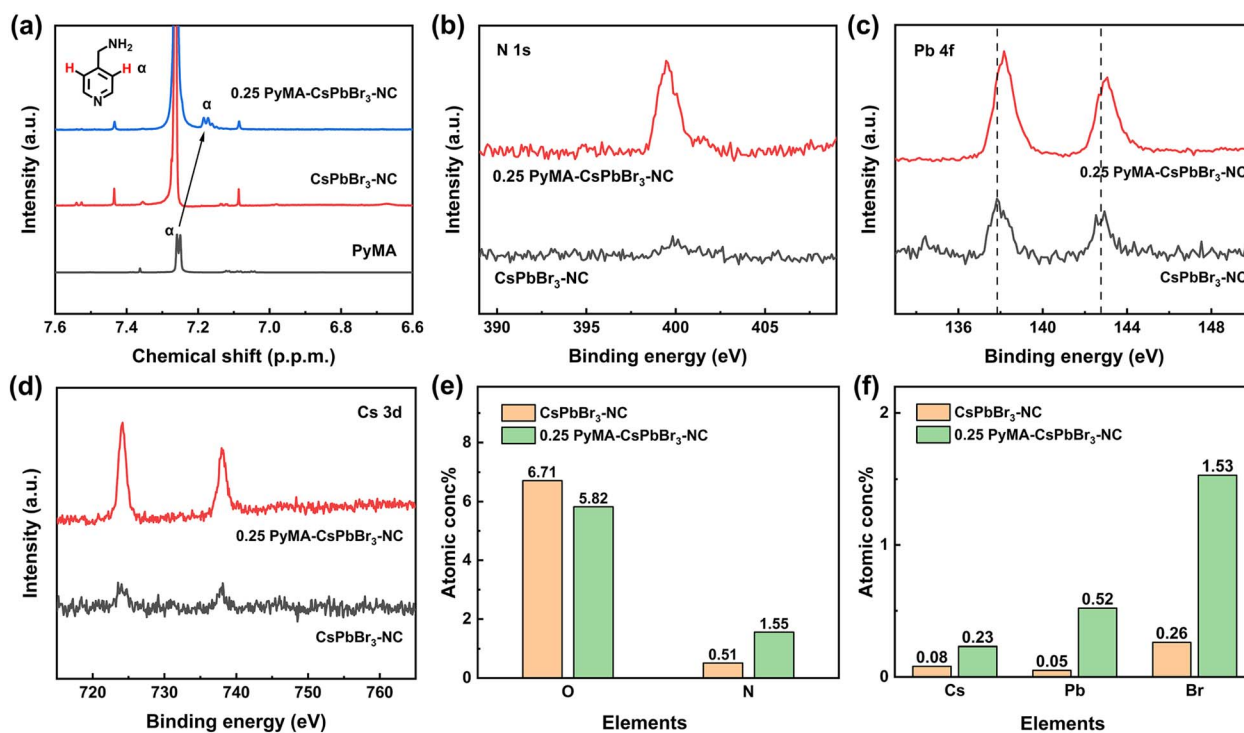 (a)
NH₂
H
H α
N
0.25 PyMA-CsPbBr₃-NC
α
CsPbBr₃-NC
α
PyMA
Intensity (a.u.)
7.6 7.4 7.2 7.0 6.8 6.6
Chemical shift (p.p.m.)
(b)
N 1s
0.25 PyMA-CsPbBr₃-NC
CsPbBr₃-NC
Intensity (a.u.)
390 395 400 405
Binding energy (eV)
(c)
Pb 4f
0.25 PyMA-CsPbBr₃-NC
CsPbBr₃-NC
Intensity (a.u.)
136 140 144 148
Binding energy (eV)
(d)
Cs 3d
0.25 PyMA-CsPbBr₃-NC
CsPbBr₃-NC
Intensity (a.u.)
720 730 740 750 760
Binding energy (eV)
(e)
CsPbBr₃-NC
0.25 PyMA-CsPbBr₃-NC
8
6
4
2
0
6.71 5.82
0.51 1.55
Atomic conc%
O N
Elements
(f)
CsPbBr₃-NC
0.25 PyMA-CsPbBr₃-NC
2
1
0
0.08 0.23
0.05 0.52
0.26 1.53
Atomic conc%
Cs Pb Br
Elements